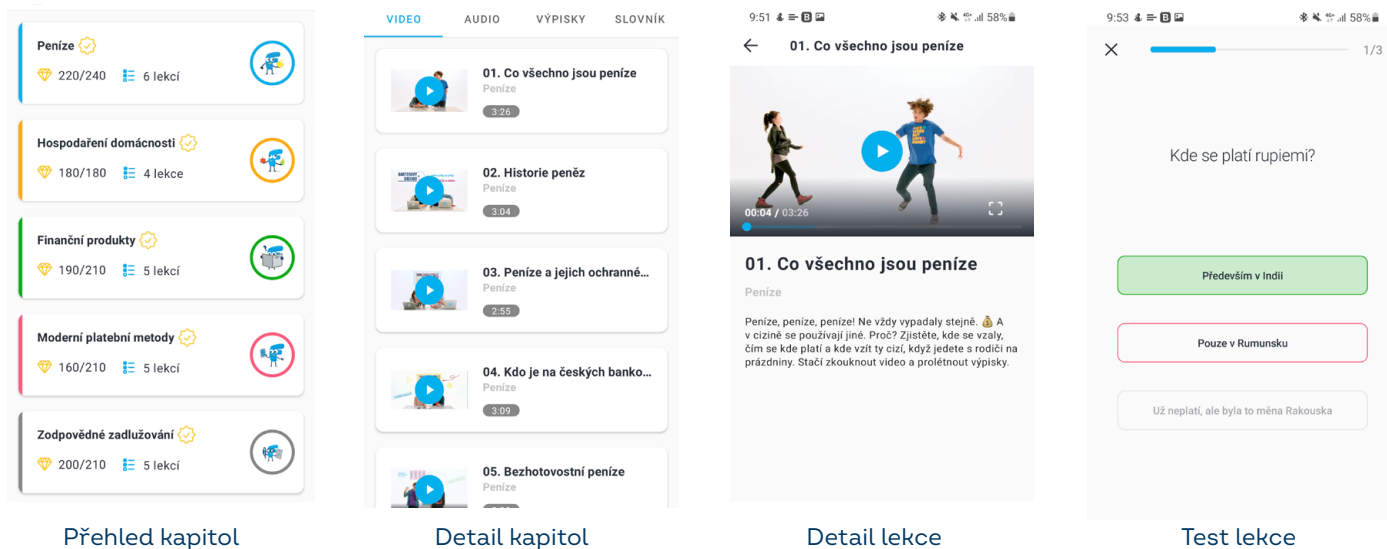 Peníze
220/240 6 lekcí
Hospodaření domácnosti
180/180 4 lekce
Finanční produkty
190/210 5 lekcí
Moderní platební metody
160/210 5 lekcí
Zodpovědné zadlužování
200/210 5 lekcí
Přehled kapitol
VIDEO AUDIO VÝPISKY SLOVNÍK
01. Co všechno jsou peníze
Peníze
3:26
02. Historie peněz
Peníze
3:04
03. Peníze a jejich ochranné...
Peníze
2:55
04. Kdo je na českých banko...
Peníze
3:09
05. Bezhotovostní peníze
Peníze
Detail kapitol
9:51 58%
01. Co všechno jsou peníze
00:04 / 03:26
01. Co všechno jsou peníze
Peníze
Peníze, peníze, peníze! Ne vždy vypadaly stejně. 💰 A
v cizině se používají jiné. Proč? Zjistěte, kde se vzaly,
čím se kde platí a kde vzít ty cizí, když jedete s rodiči na
prázdniny. Stačí zkouknout video a prolétnout výpisky.
Detail lekce
9:53 58%
1/3
Kde se platí rupiemi?
Především v Indii
Pouze v Rumunsku
Už neplatí, ale byla to měna Rakouska
Test lekce